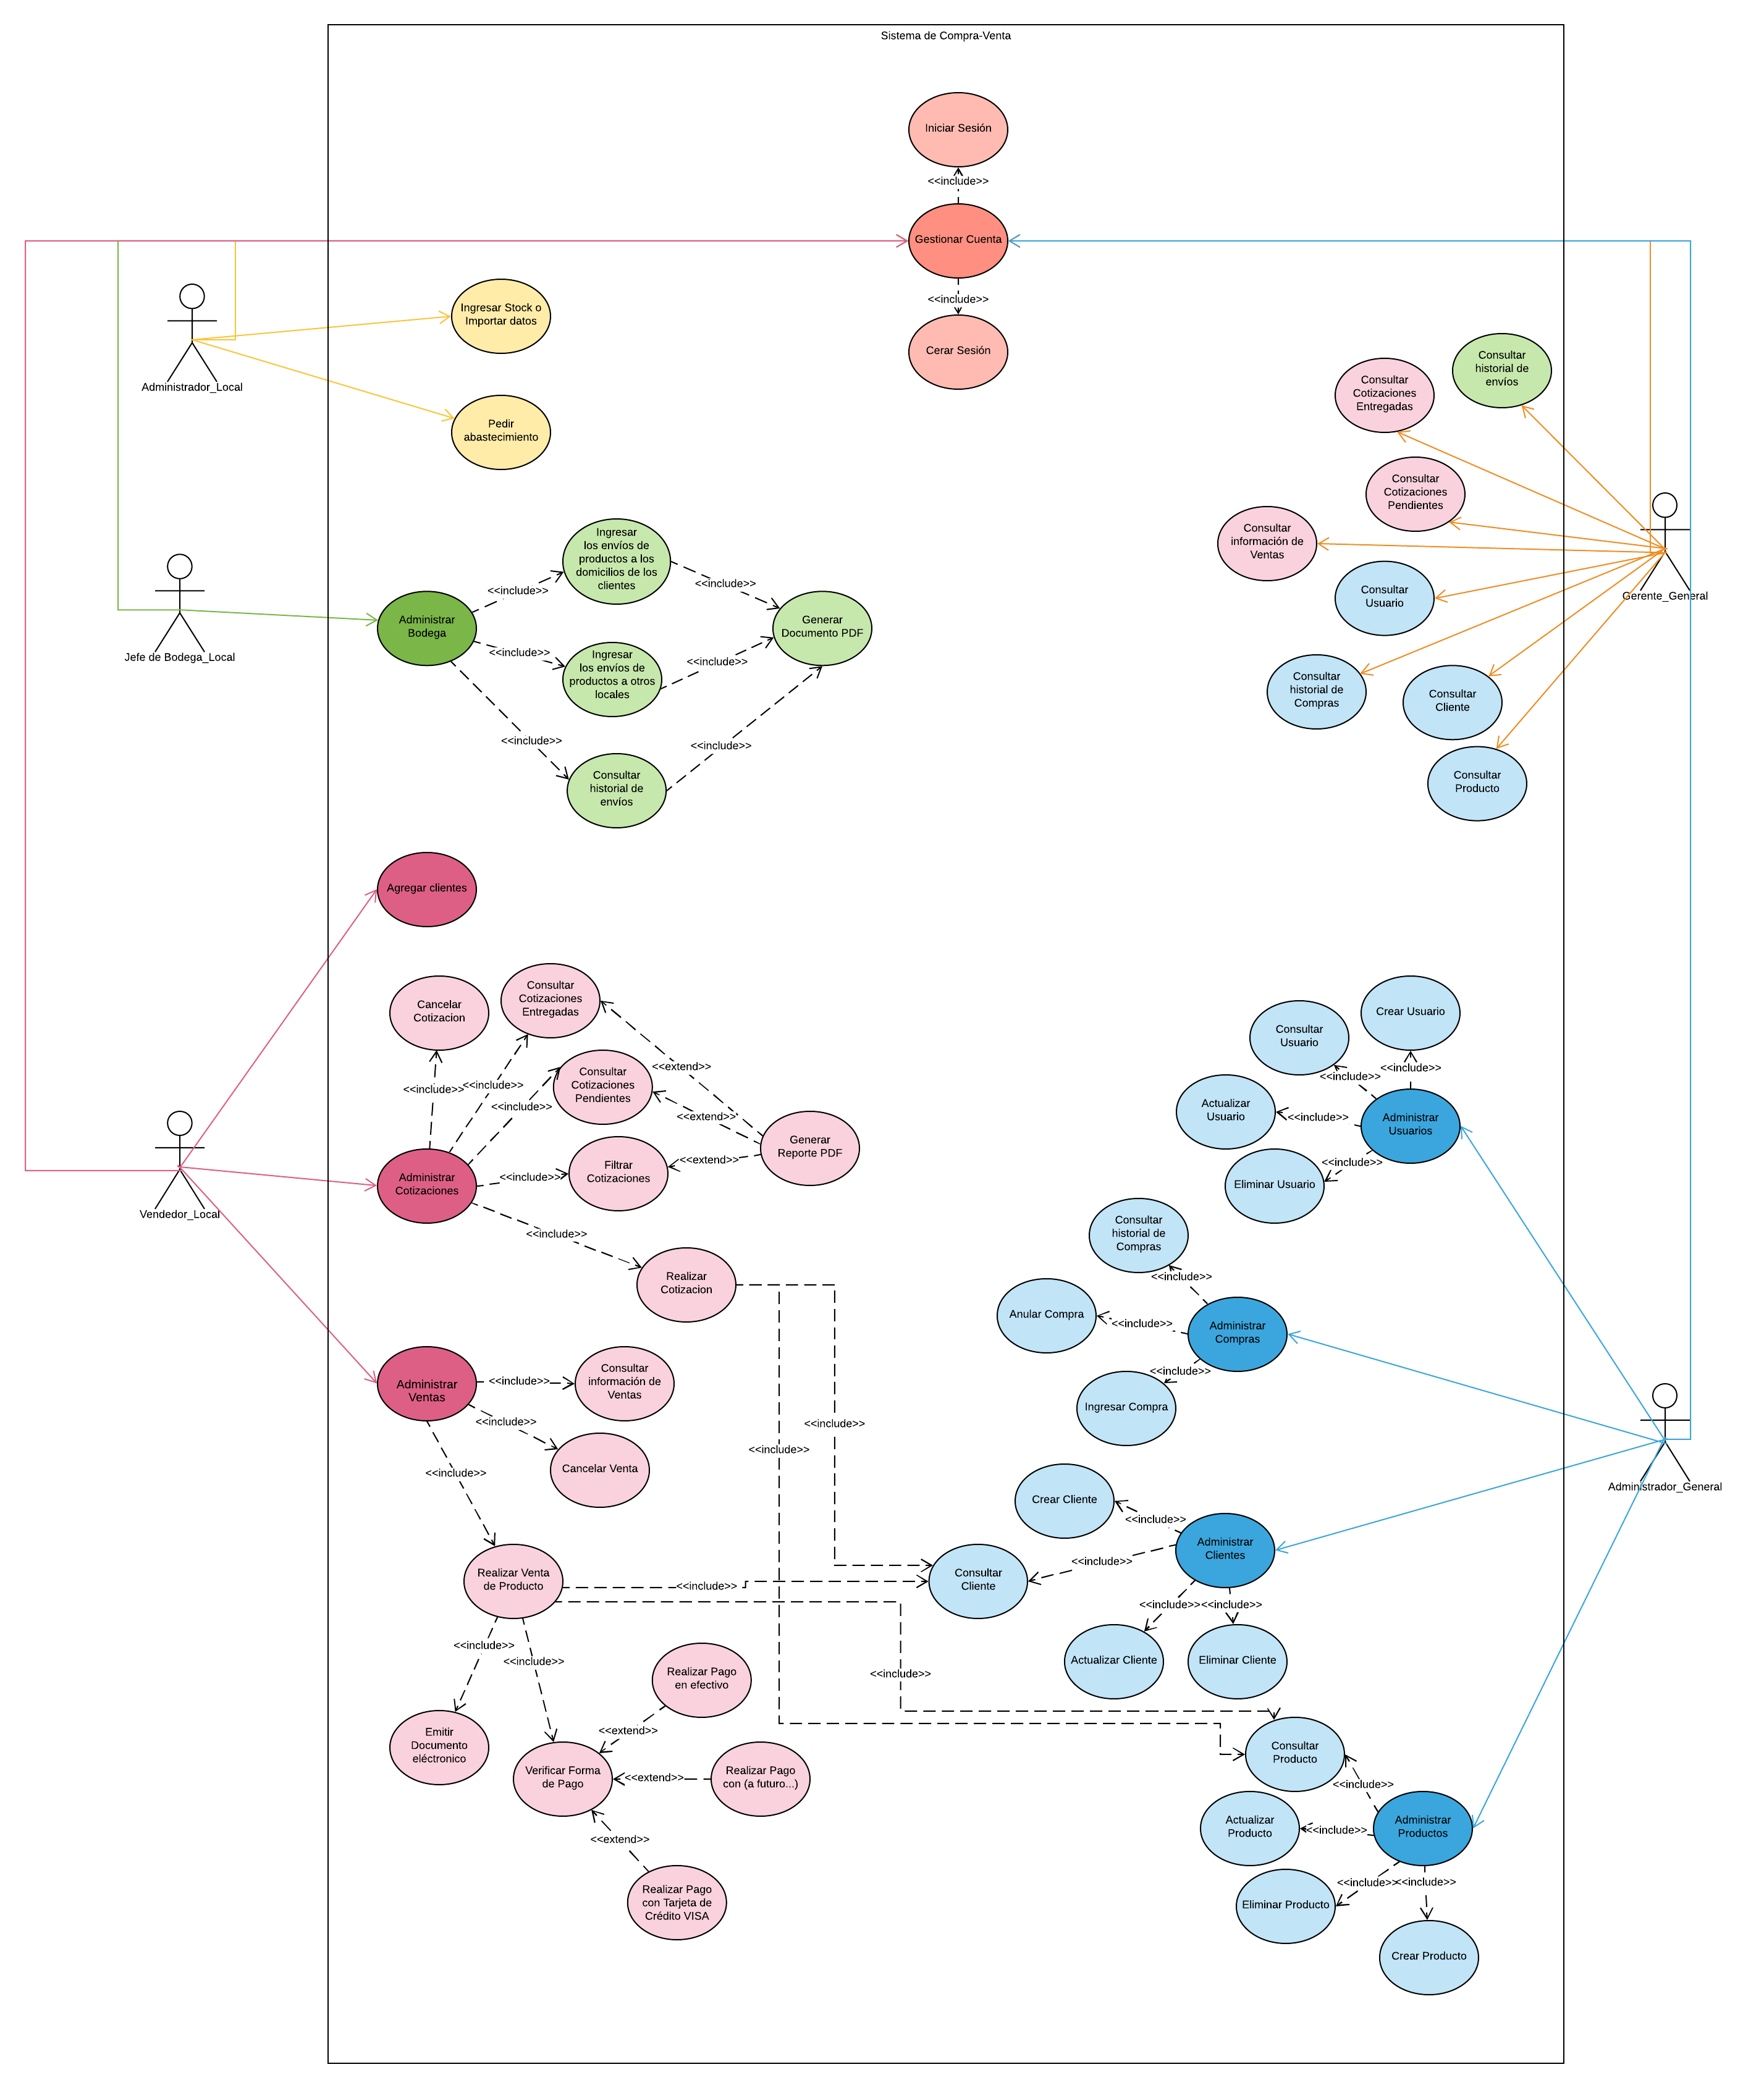 Sistema de Compra-Venta
Iniciar Sesión
<<include>>
Gestionar Cuenta
<<include>>
Cerar Sesión
Administrador_Local
Ingresar Stock o
Importar datos
Pedir
abastecimiento
Jefe de Bodega_Local
Administrar
Bodega
<<include>>
<<include>>
<<include>>
Ingresar
los envíos de
productos a los
domicilios de los
clientes
Ingresar
los envíos de
productos a otros
locales
Consultar
historial de
envíos
<<include>>
<<include>>
<<include>>
Generar
Documento PDF
Consultar
Cotizaciones
Entregadas
Consultar
historial de
envíos
Consultar
Cotizaciones
Pendientes
Consultar
información de
Ventas
Consultar
Usuario
Consultar
historial de
Compras
Consultar
Cliente
Consultar
Producto
Gerente_General
Agregar clientes
Vendedor_Local
Cancelar
Cotizacion
Consultar
Cotizaciones
Entregadas
Consultar
Cotizaciones
Pendientes
Filtrar
Cotizaciones
Administrar
Cotizaciones
<<include>>
<<include>>
<<include>>
<<include>>
<<include>>
<<extend>>
<<extend>>
<<extend>>
Generar
Reporte PDF
Realizar
Cotizacion
<<include>>
<<include>>
Administrar
Ventas
<<include>>
<<include>>
<<include>>
Consultar
información de
Ventas
Cancelar Venta
Realizar Venta
de Producto
<<include>>
<<include>>
<<include>>
<<include>>
Emitir
Documento
eléctronico
Verificar Forma
de Pago
<<extend>>
<<extend>>
<<extend>>
Realizar Pago
en efectivo
Realizar Pago
con (a futuro...)
Realizar Pago
con Tarjeta de
Crédito VISA
Crear Usuario
Consultar
Usuario
Actualizar
Usuario
Eliminar Usuario
Administrar
Usuarios
<<include>>
<<include>>
<<include>>
<<include>>
Consultar
historial de
Compras
Anular Compra
Ingresar Compra
Administrar
Compras
<<include>>
<<include>>
<<include>>
Administrador_General
Crear Cliente
Consultar
Cliente
Actualizar Cliente
Eliminar Cliente
Administrar
Clientes
<<include>>
<<include>>
<<include>>
<<include>>
Consultar
Producto
Actualizar
Producto
Eliminar Producto
Crear Producto
Administrar
Productos
<<include>>
<<include>>
<<include>>
<<include>>